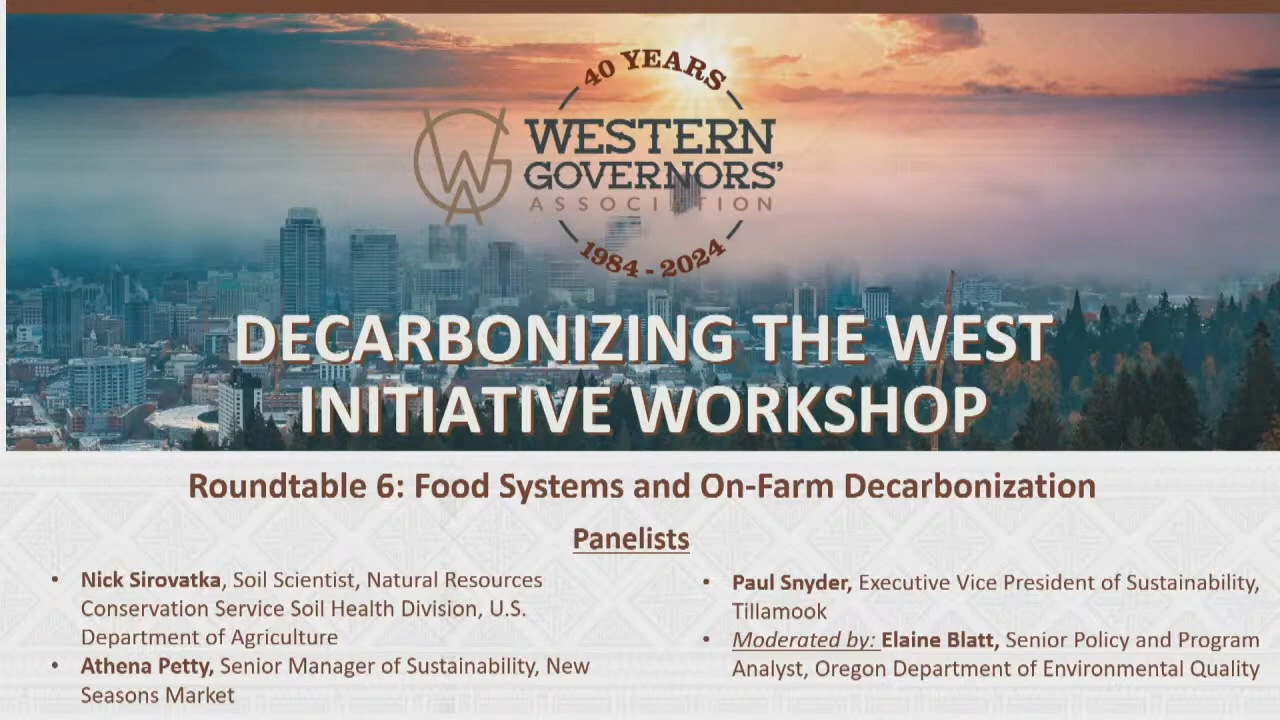 40 YEARS
WESTERN
GOVERNORS'
ASSOCIATION
1984 - 2024
DECARBONIZING THE WEST
INITIATIVE WORKSHOP
Roundtable 6: Food Systems and On-Farm Decarbonization
Panelists
• Nick Sirovatka, Soil Scientist, Natural Resources
Conservation Service Soil Health Division, U.S.
Department of Agriculture
• Athena Petty, Senior Manager of Sustainability, New
Seasons Market
• Paul Snyder, Executive Vice President of Sustainability,
Tillamook
• Moderated by: Elaine Blatt, Senior Policy and Program
Analyst, Oregon Department of Environmental Quality